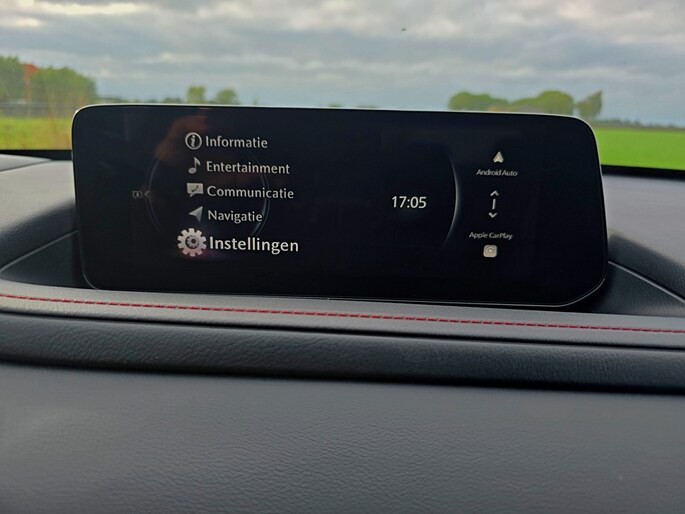 Informatie
Entertainment
Communicatie
Navigatie
Instellingen
17:05
Android Auto
Apple CarPlay